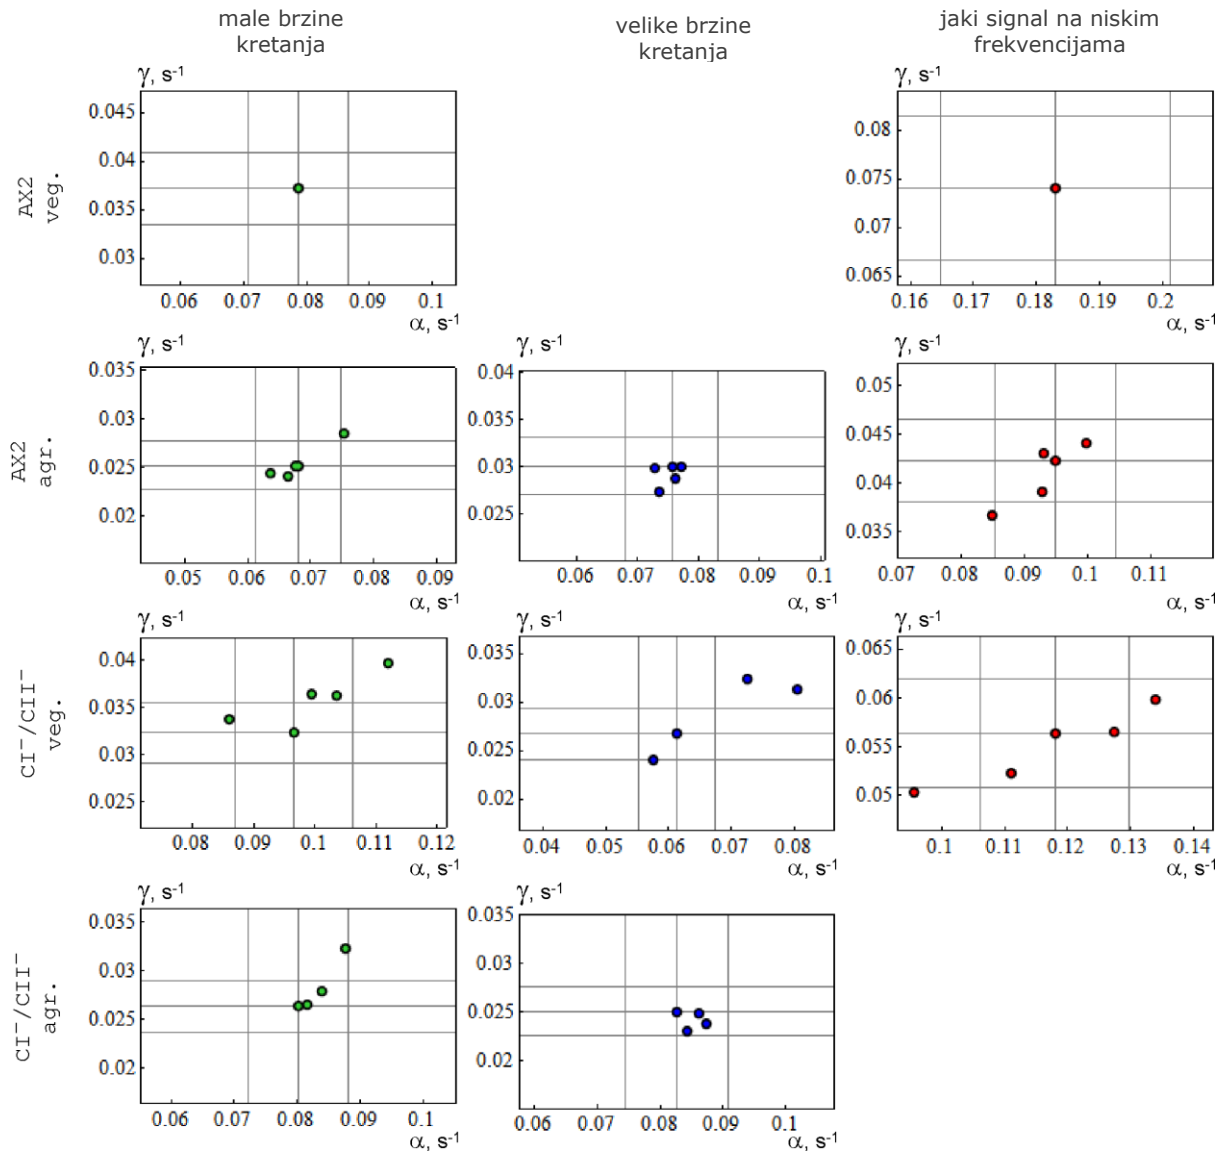 male brzine
kretanja
velike brzine
kretanja
jaki signal na niskim
frekvencijama
AX2
veg.
γ, s⁻¹
0.045
0.04
0.035
0.03
0.06 0.07 0.08 0.09 0.1
α, s⁻¹
γ, s⁻¹
0.08
0.075
0.07
0.065
0.16 0.17 0.18 0.19 0.2
α, s⁻¹
AX2
agr.
γ, s⁻¹
0.035
0.03
0.025
0.02
0.05 0.06 0.07 0.08 0.09
α, s⁻¹
γ, s⁻¹
0.04
0.035
0.03
0.025
0.06 0.07 0.08 0.09 0.1
α, s⁻¹
γ, s⁻¹
0.05
0.045
0.04
0.035
0.07 0.08 0.09 0.1 0.11
α, s⁻¹
CI⁻/CII⁻
veg.
γ, s⁻¹
0.04
0.035
0.03
0.025
0.08 0.09 0.1 0.11 0.12
α, s⁻¹
γ, s⁻¹
0.035
0.03
0.025
0.02
0.04 0.05 0.06 0.07 0.08
α, s⁻¹
γ, s⁻¹
0.065
0.06
0.055
0.05
0.1 0.11 0.12 0.13 0.14
α, s⁻¹
CI⁻/CII⁻
agr.
γ, s⁻¹
0.035
0.03
0.025
0.02
0.06 0.07 0.08 0.09 0.1
α, s⁻¹
γ, s⁻¹
0.035
0.03
0.025
0.02
0.06 0.07 0.08 0.09 0.1
α, s⁻¹